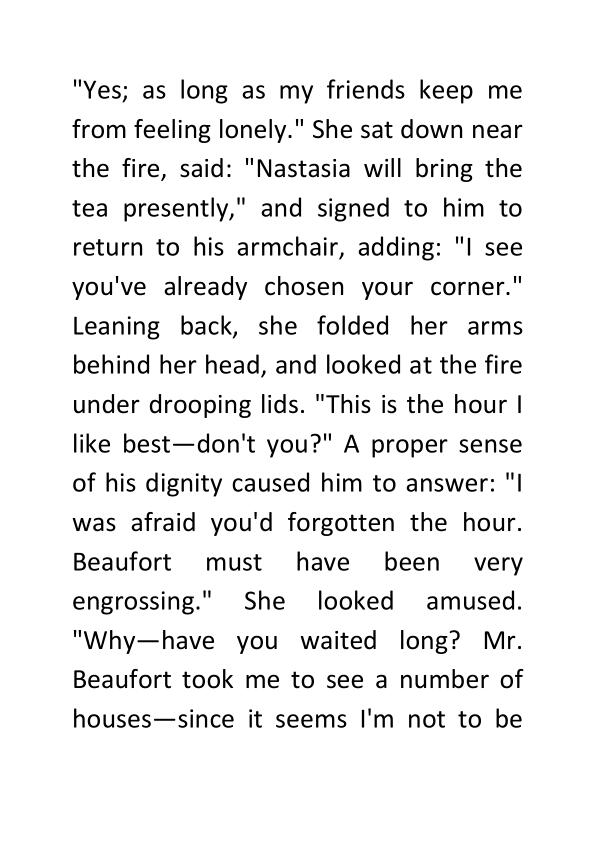 "Yes; as long as my friends keep me
from feeling lonely." She sat down near
the fire, said: "Nastasia will bring the
tea presently," and signed to him to
return to his armchair, adding: "I see
you've already chosen your corner."
Leaning back, she folded her arms
behind her head, and looked at the fire
under drooping lids. "This is the hour I
like best—don't you?" A proper sense
of his dignity caused him to answer: "I
was afraid you'd forgotten the hour.
Beaufort must have been very
engrossing." She looked amused.
"Why—have you waited long? Mr.
Beaufort took me to see a number of
houses—since it seems I'm not to be